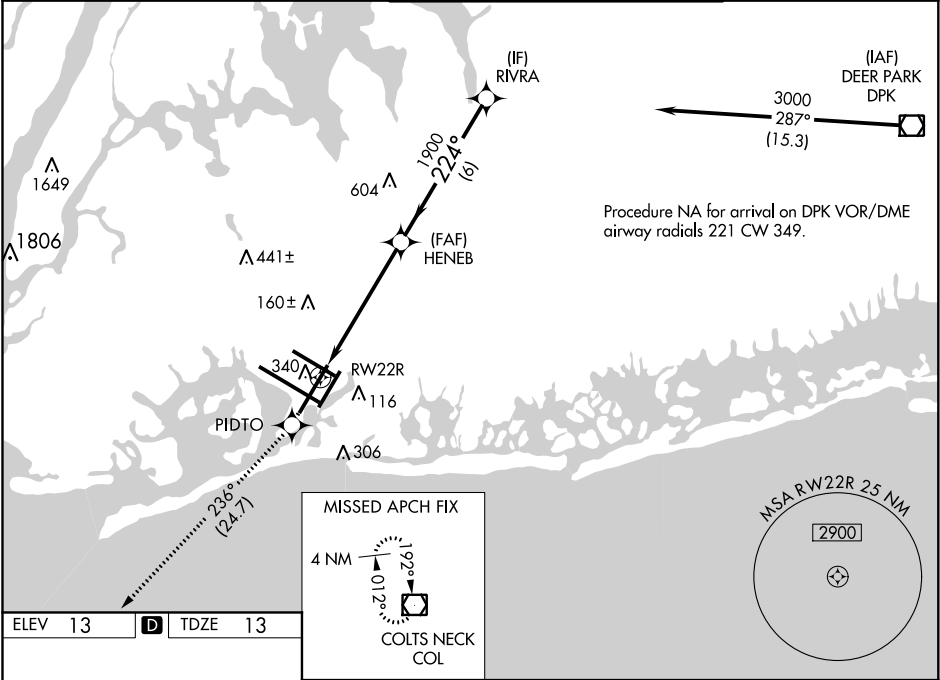 (IF)
RIVRA
(IAF)
DEER PARK
DPK
3000
287°
(15.3)
1900
224°
(6)
1649
604
Procedure NA for arrival on DPK VOR/DME
airway radials 221 CW 349.
1806
(FAF)
HENEB
441±
160±
340
RW22R
116
PIDTO
306
236°
(24.7)
MISSED APCH FIX
4 NM
192°
012°
COLTS NECK
COL
MSA RW22R 25 NM
2900
ELEV 13 D TDZE 13